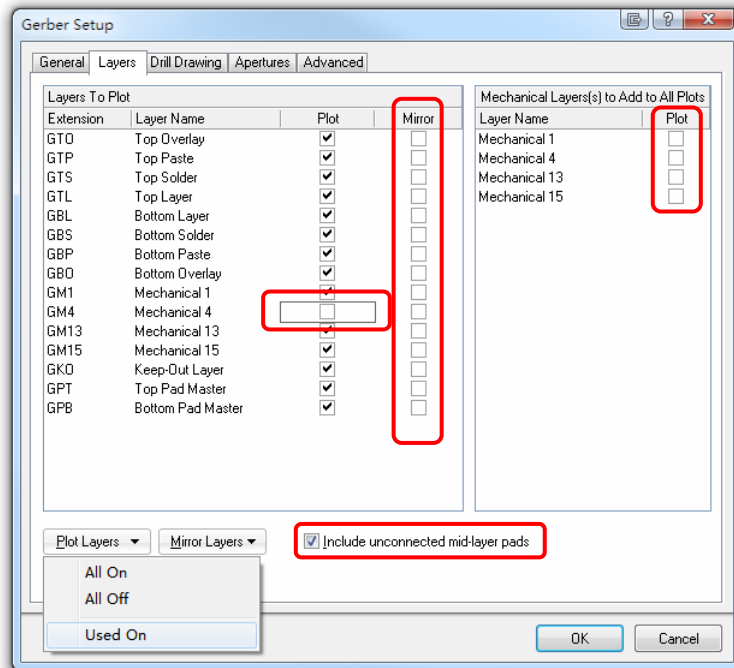 Gerber Setup
General Layers Drill Drawing Apertures Advanced
Layers To Plot
Extension Layer Name Plot Mirror
GTO Top Overlay
GTP Top Paste
GTS Top Solder
GTL Top Layer
GBL Bottom Layer
GBS Bottom Solder
GBP Bottom Paste
GBO Bottom Overlay
GM1 Mechanical 1
GM4 Mechanical 4
GM13 Mechanical 13
GM15 Mechanical 15
GKO Keep-Out Layer
GPT Top Pad Master
GPB Bottom Pad Master
Mechanical Layers(s) to Add to All Plots
Layer Name Plot
Mechanical 1
Mechanical 4
Mechanical 13
Mechanical 15
Plot Layers Mirror Layers Include unconnected mid-layer pads
All On
All Off
Used On
OK Cancel